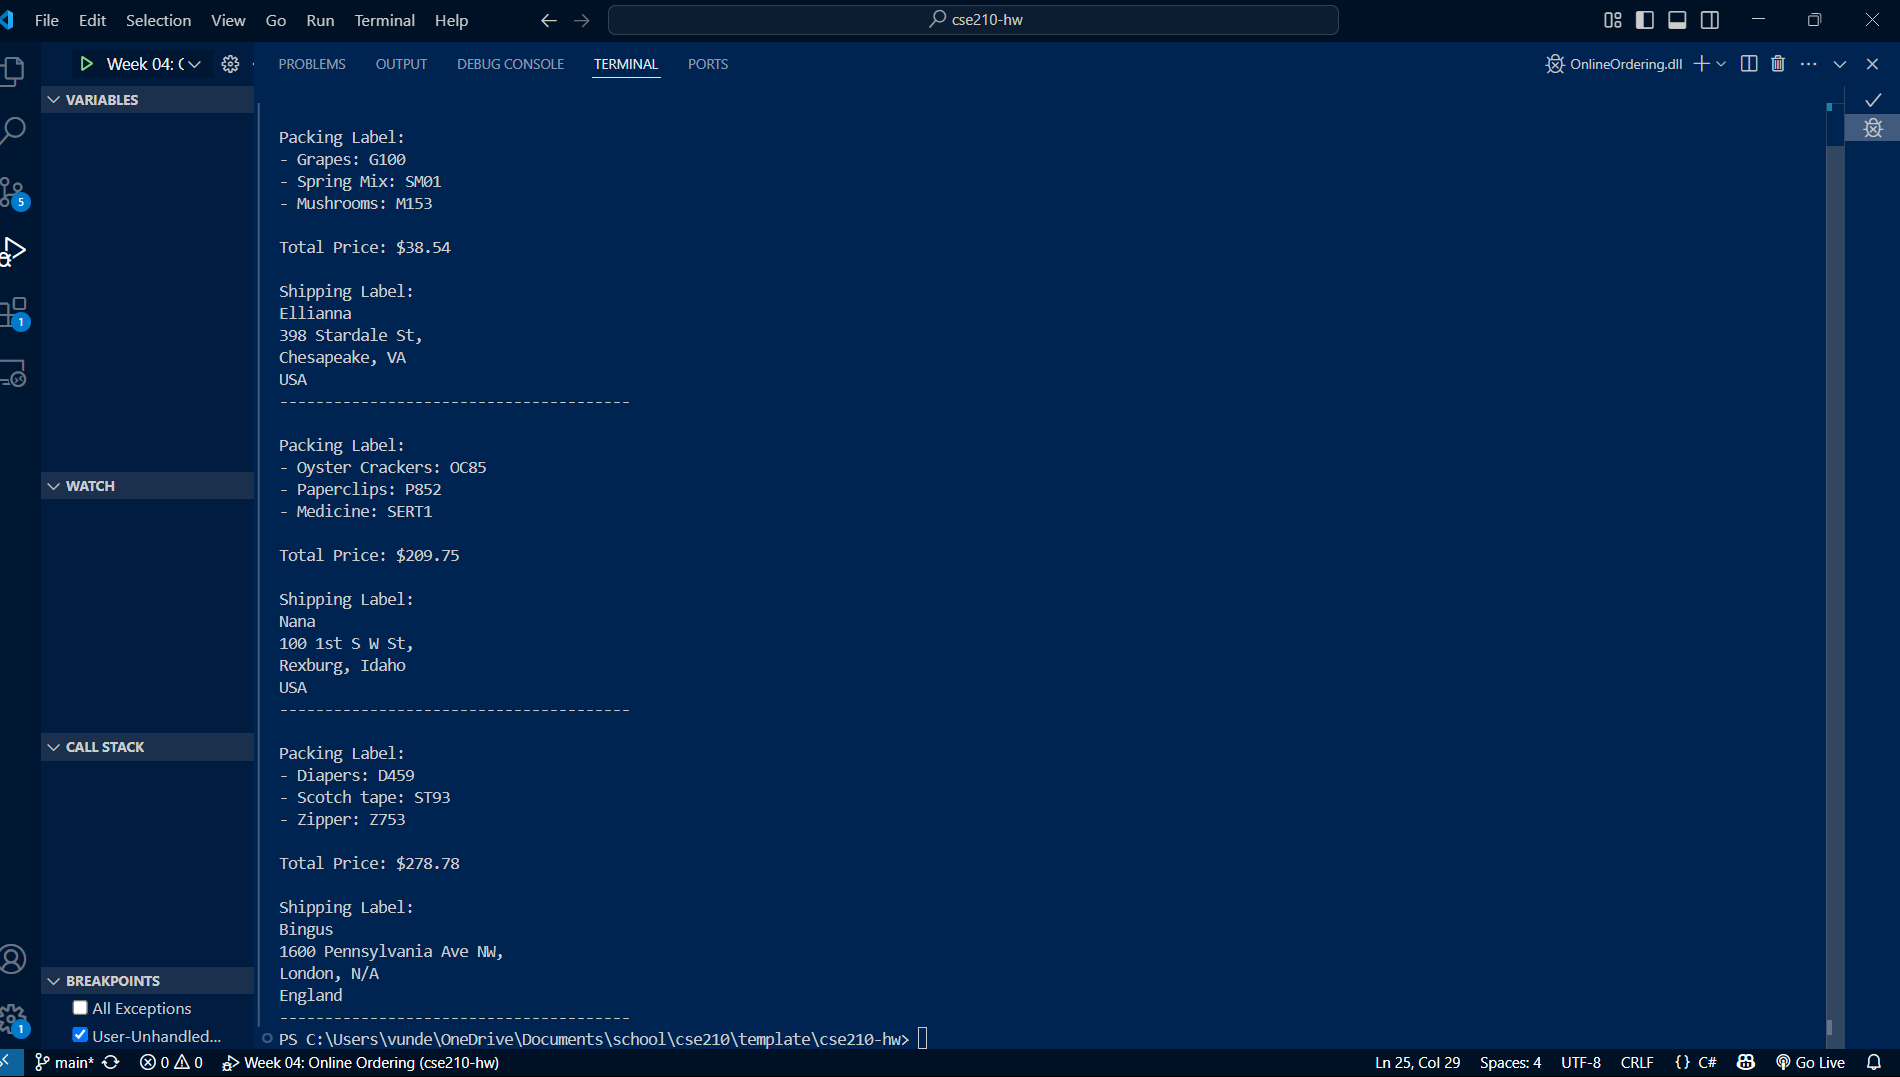 File Edit Selection View Go Run Terminal Help
cse210-hw
Week 04: (
PROBLEMS OUTPUT DEBUG CONSOLE TERMINAL PORTS
OnlineOrdering.dll
VARIABLES
Packing Label:
- Grapes: G100
- Spring Mix: SM01
- Mushrooms: M153
Total Price: $38.54
Shipping Label:
Ellianna
398 Stardale St,
Chesapeake, VA
USA
---------------------------------------
Packing Label:
- Oyster Crackers: OC85
- Paperclips: P852
- Medicine: SERT1
Total Price: $209.75
Shipping Label:
Nana
100 1st S W St,
Rexburg, Idaho
USA
---------------------------------------
Packing Label:
- Diapers: D459
- Scotch tape: ST93
- Zipper: Z753
Total Price: $278.78
Shipping Label:
Bingus
1600 Pennsylvania Ave NW,
London, N/A
England
---------------------------------------
PS C:\Users\vunde\OneDrive\Documents\school\cse210\template\cse210-hw>
5
1
WATCH
CALL STACK
BREAKPOINTS
All Exceptions
User-Unhandled...
1
main* 0 0 Week 04: Online Ordering (cse210-hw)
Ln 25, Col 29 Spaces: 4 UTF-8 CRLF {} C# Go Live